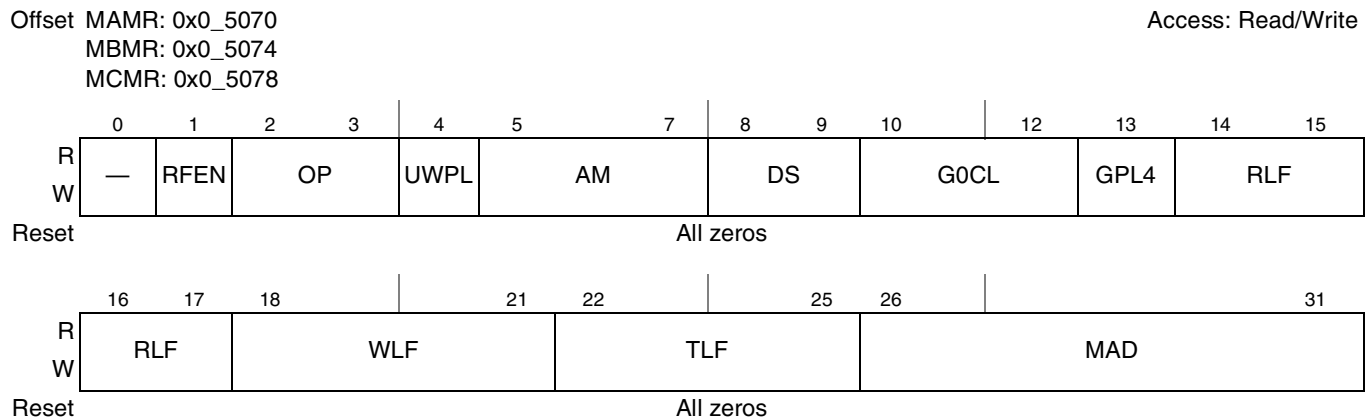 Offset MAMR: 0x0_5070 Access: Read/Write
MBMR: 0x0_5074
MCMR: 0x0_5078
0 1 2 3 4 5 7 8 9 10 12 13 14 15
R
W
— RFEN OP UWPL AM DS G0CL GPL4 RLF
Reset All zeros
16 17 18 21 22 25 26 31
R
W
RLF WLF TLF MAD
Reset All zeros